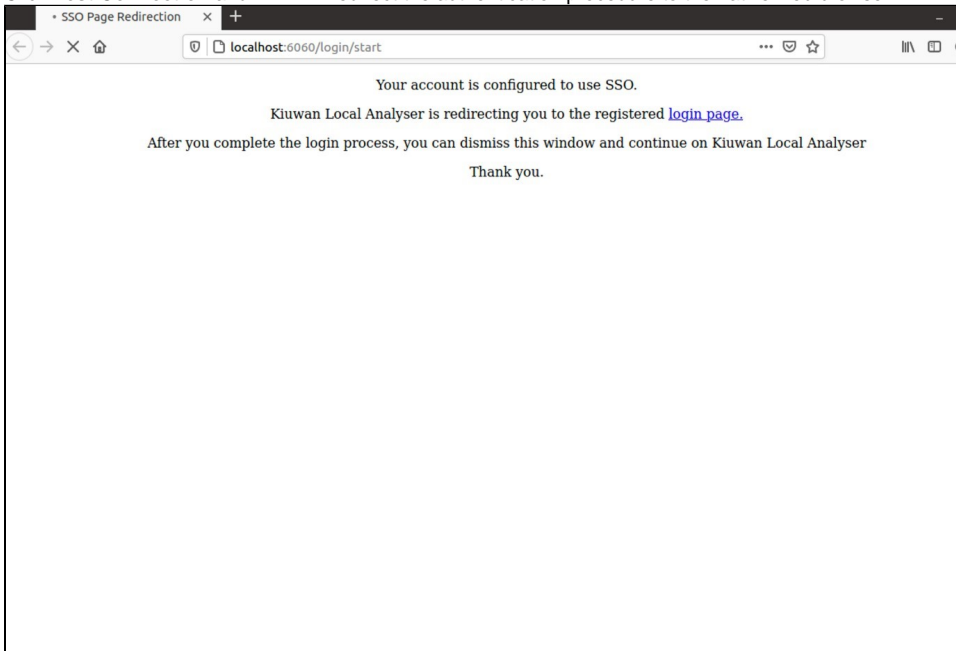 SSO Page Redirection
localhost:6060/login/start
Your account is configured to use SSO.
Kiuwan Local Analyser is redirecting you to the registered login page.
After you complete the login process, you can dismiss this window and continue on Kiuwan Local Analyser
Thank you.